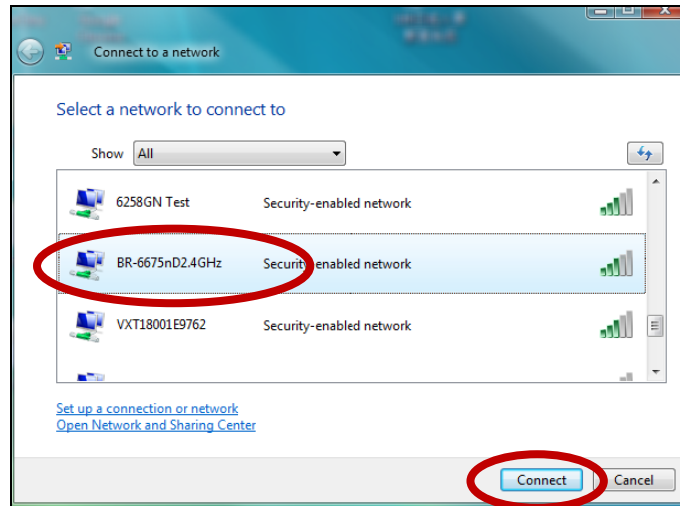 Connect to a network
Select a network to connect to
Show All
6258GN Test Security-enabled network
BR-6675nD2.4GHz Security-enabled network
VXT18001E9762 Security-enabled network
Set up a connection or network
Open Network and Sharing Center
Connect Cancel